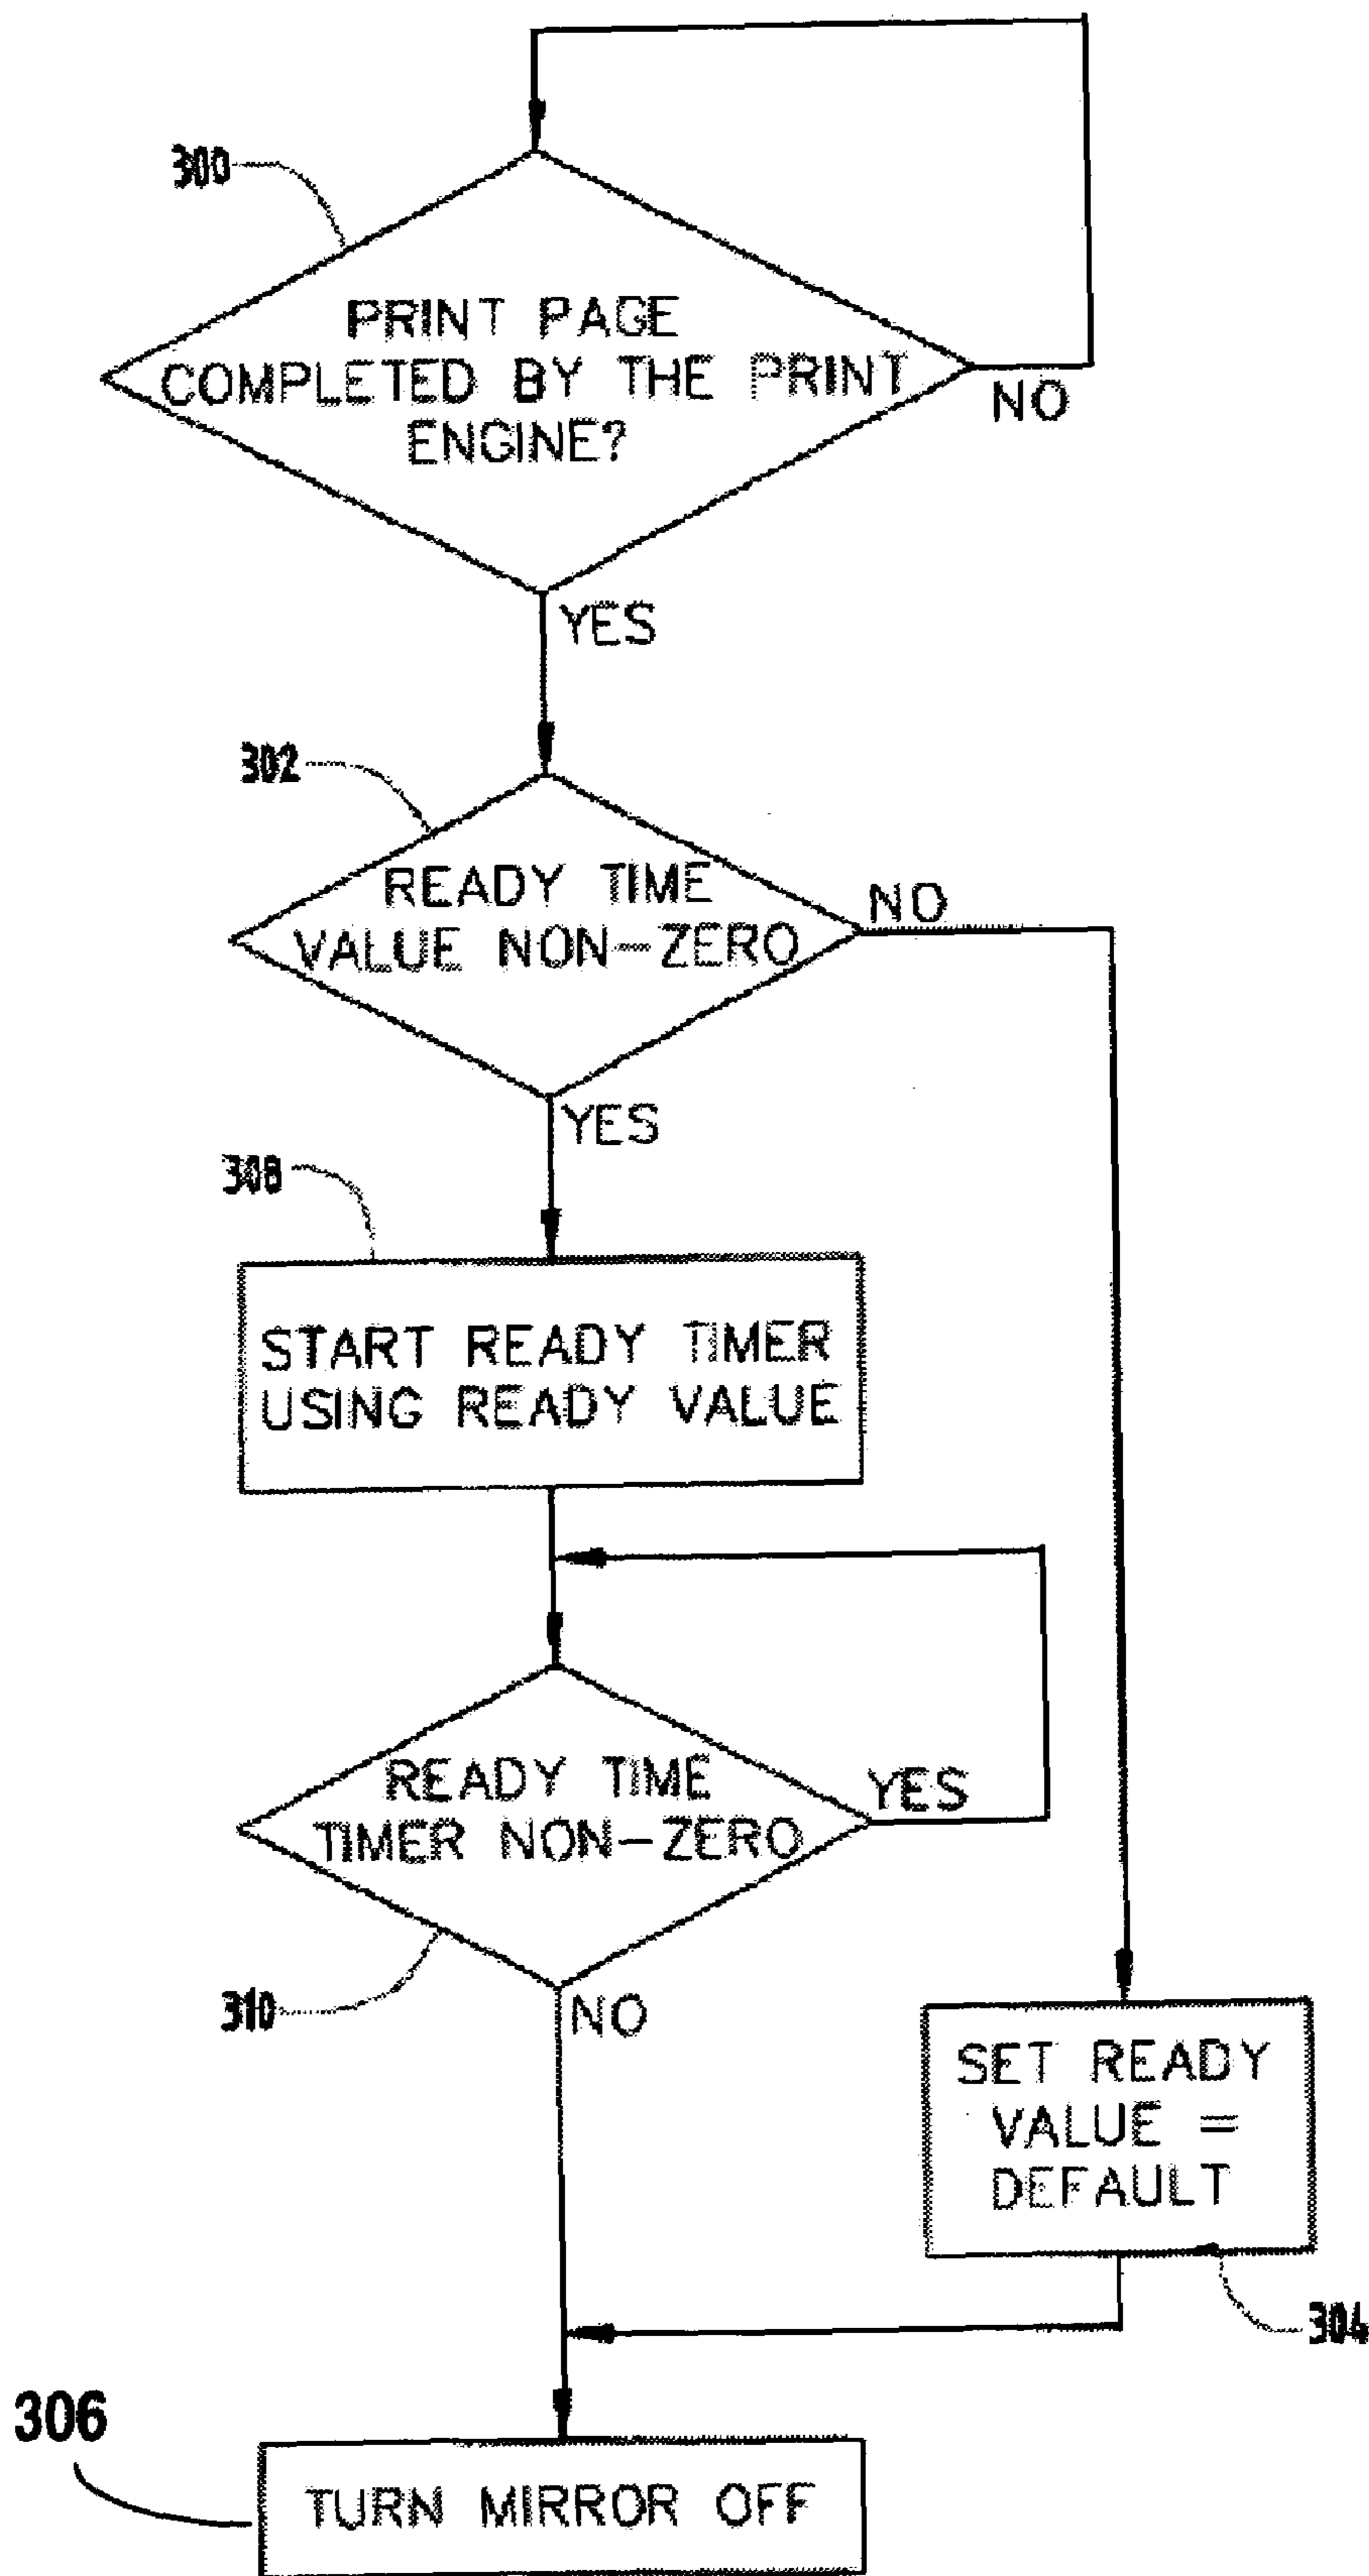 300
PRINT PAGE
COMPLETED BY THE PRINT
ENGINE?
NO
YES
302
READY TIME
VALUE NON-ZERO
NO
YES
308
START READY TIMER
USING READY VALUE
READY TIME
TIMER NON-ZERO
YES
310
NO
SET READY
VALUE =
DEFAULT
304
306
TURN MIRROR OFF